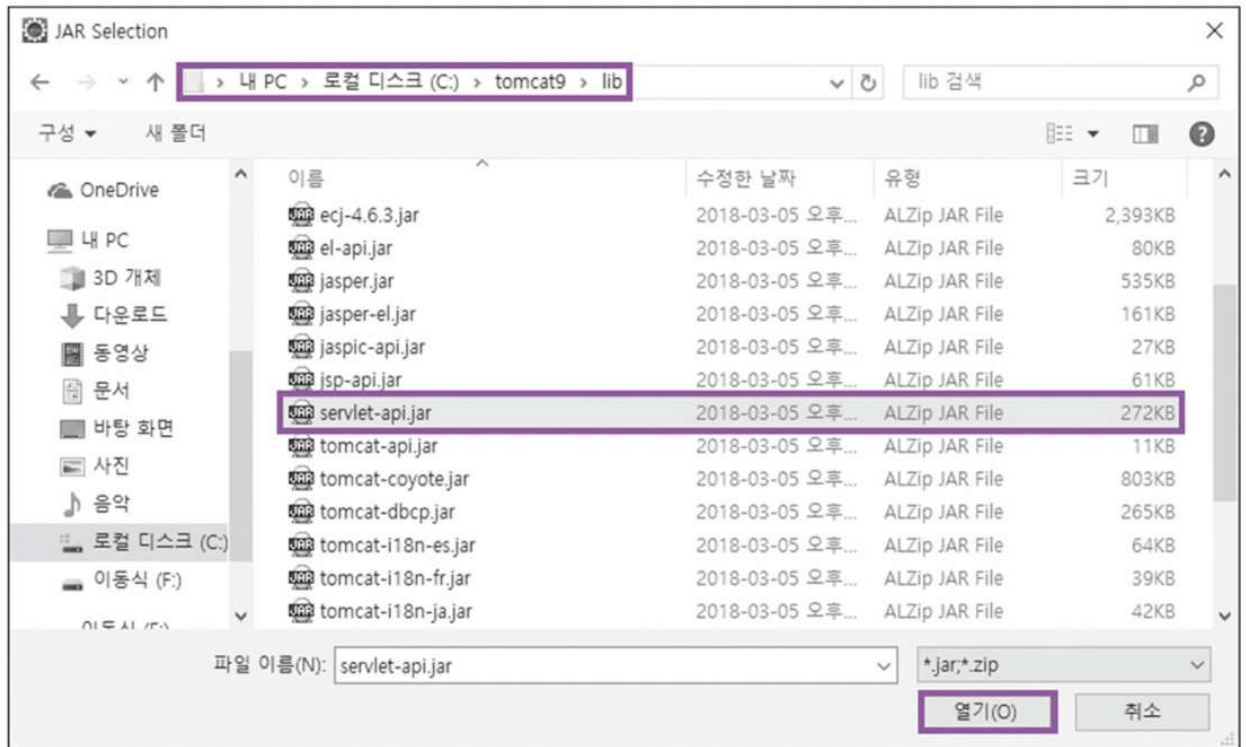 JAR Selection
내 PC > 로컬 디스크 (C:) > tomcat9 > lib
lib 검색
구성
새 폴더
OneDrive
내 PC
3D 개체
다운로드
동영상
문서
바탕 화면
사진
음악
로컬 디스크 (C:)
이동식 (F:)
이름 수정한 날짜 유형 크기
ecj-4.6.3.jar 2018-03-05 오후... ALZip JAR File 2,393KB
el-api.jar 2018-03-05 오후... ALZip JAR File 80KB
jasper.jar 2018-03-05 오후... ALZip JAR File 535KB
jasper-el.jar 2018-03-05 오후... ALZip JAR File 161KB
jaspic-api.jar 2018-03-05 오후... ALZip JAR File 27KB
jsp-api.jar 2018-03-05 오후... ALZip JAR File 61KB
servlet-api.jar 2018-03-05 오후... ALZip JAR File 272KB
tomcat-api.jar 2018-03-05 오후... ALZip JAR File 11KB
tomcat-coyote.jar 2018-03-05 오후... ALZip JAR File 803KB
tomcat-dbcp.jar 2018-03-05 오후... ALZip JAR File 265KB
tomcat-i18n-es.jar 2018-03-05 오후... ALZip JAR File 64KB
tomcat-i18n-fr.jar 2018-03-05 오후... ALZip JAR File 39KB
tomcat-i18n-ja.jar 2018-03-05 오후... ALZip JAR File 42KB
파일 이름(N): servlet-api.jar
*.jar;*.zip
열기(O)
취소